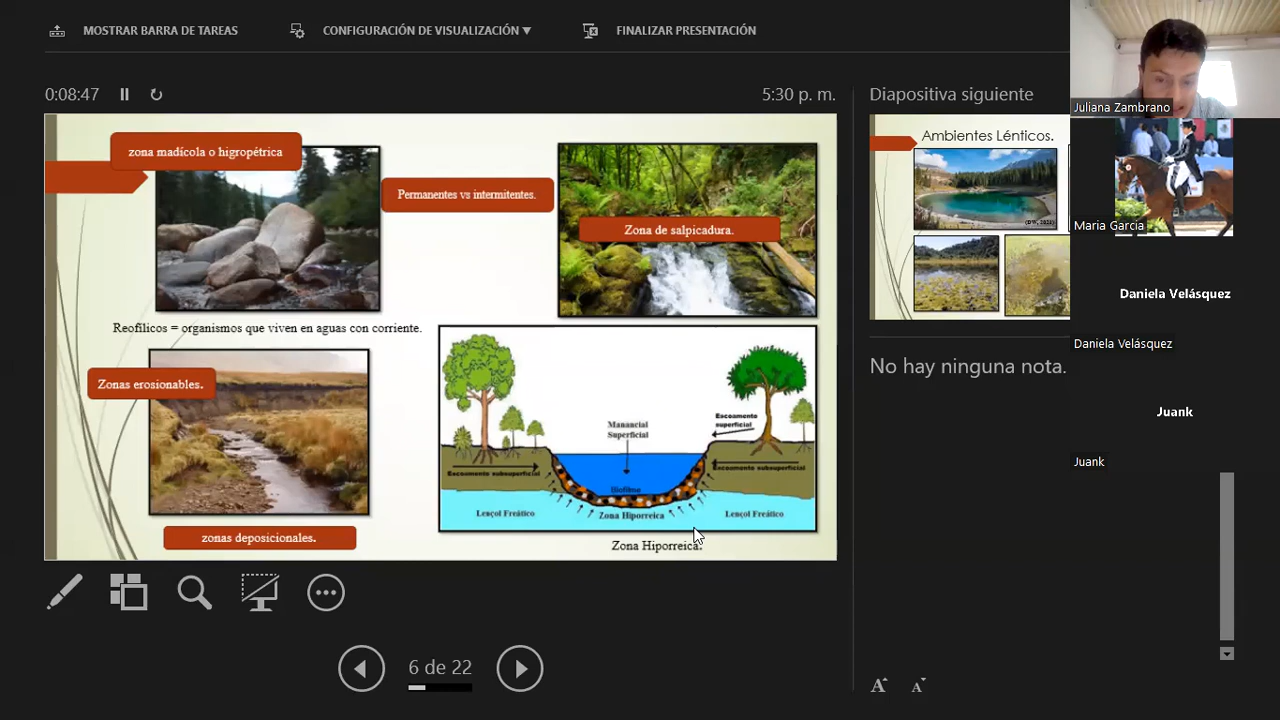 MOSTRAR BARRA DE TAREAS
CONFIGURACIÓN DE VISUALIZACIÓN ▼
FINALIZAR PRESENTACIÓN
0:08:47
5:30 p. m.
zona madícola o higropétrica
Permanentes vs intermitentes.
Zona de salpicadura.
Reofílicos = organismos que viven en aguas con corriente.
Zonas erosionables.
zonas deposicionales.
Manancial
Superficial
Escoamento
superficial
Escoamento subsuperficial
Escoamento subsuperficial
Biofilme
Lençol Freático
Zona Hiporreica
Lençol Freático
Zona Hiporreica.
6 de 22
Diapositiva siguiente
Ambientes Lénticos.
No hay ninguna nota.
A
A
Juliana Zambrano
Maria Garcia
Daniela Velásquez
Daniela Velásquez
Juank
Juank